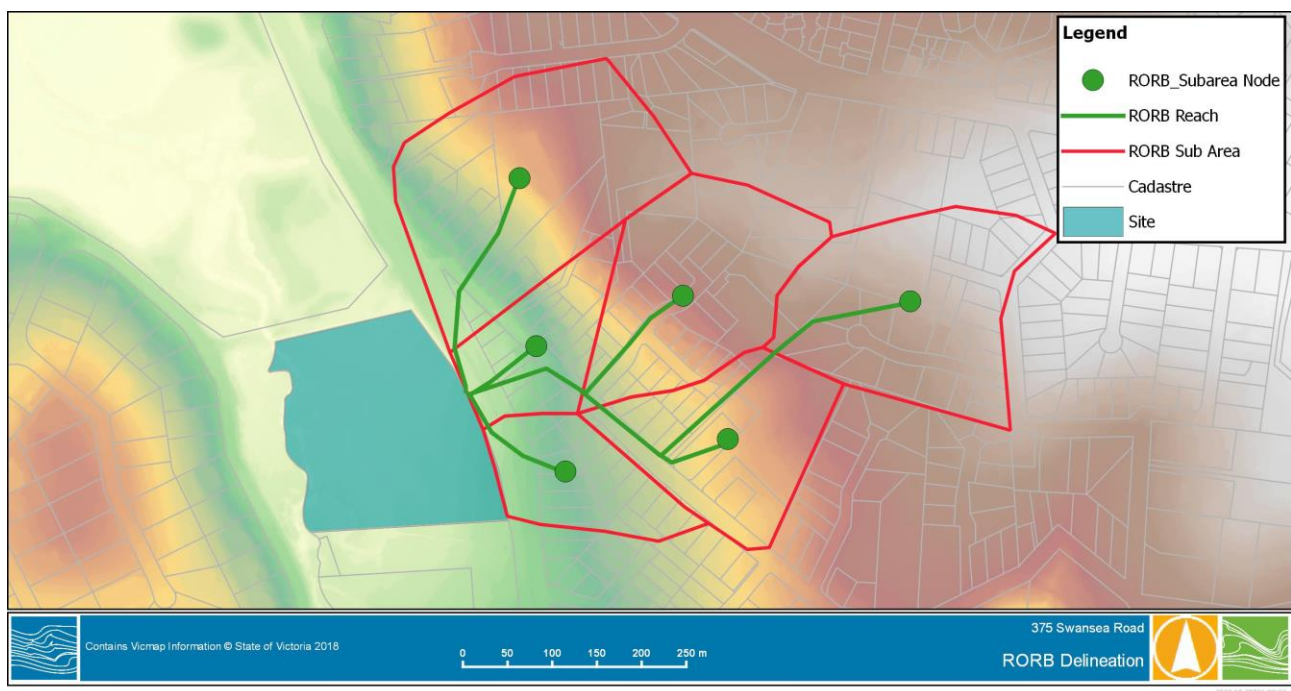 Legend
RORB_Subarea Node
RORB Reach
RORB Sub Area
Cadastre
Site
Contains Vicmap Information © State of Victoria 2018
0 50 100 150 200 250 m
375 Swansea Road
RORB Delineation